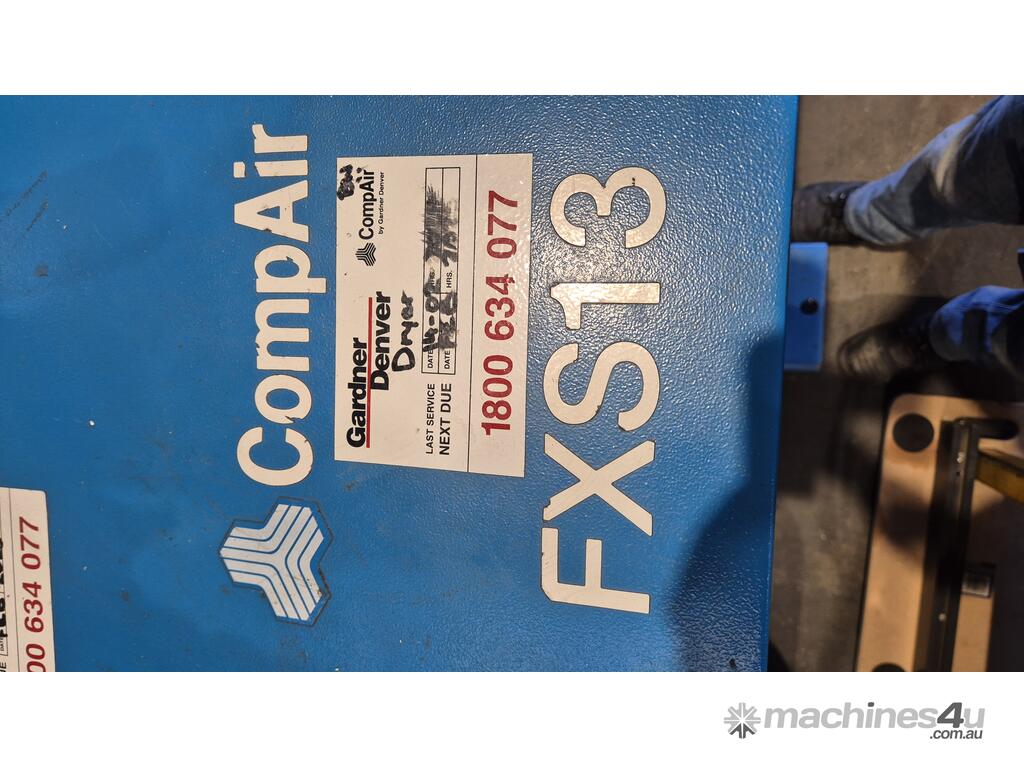 CompAir
Gardner
Denver
Dryer
CompAir
by Gardner Denver
LAST SERVICE DATE
HRS.
NEXT DUE DATE
1800 634 077
FXS13
DATE
00 634 077
machines4u
.com.au